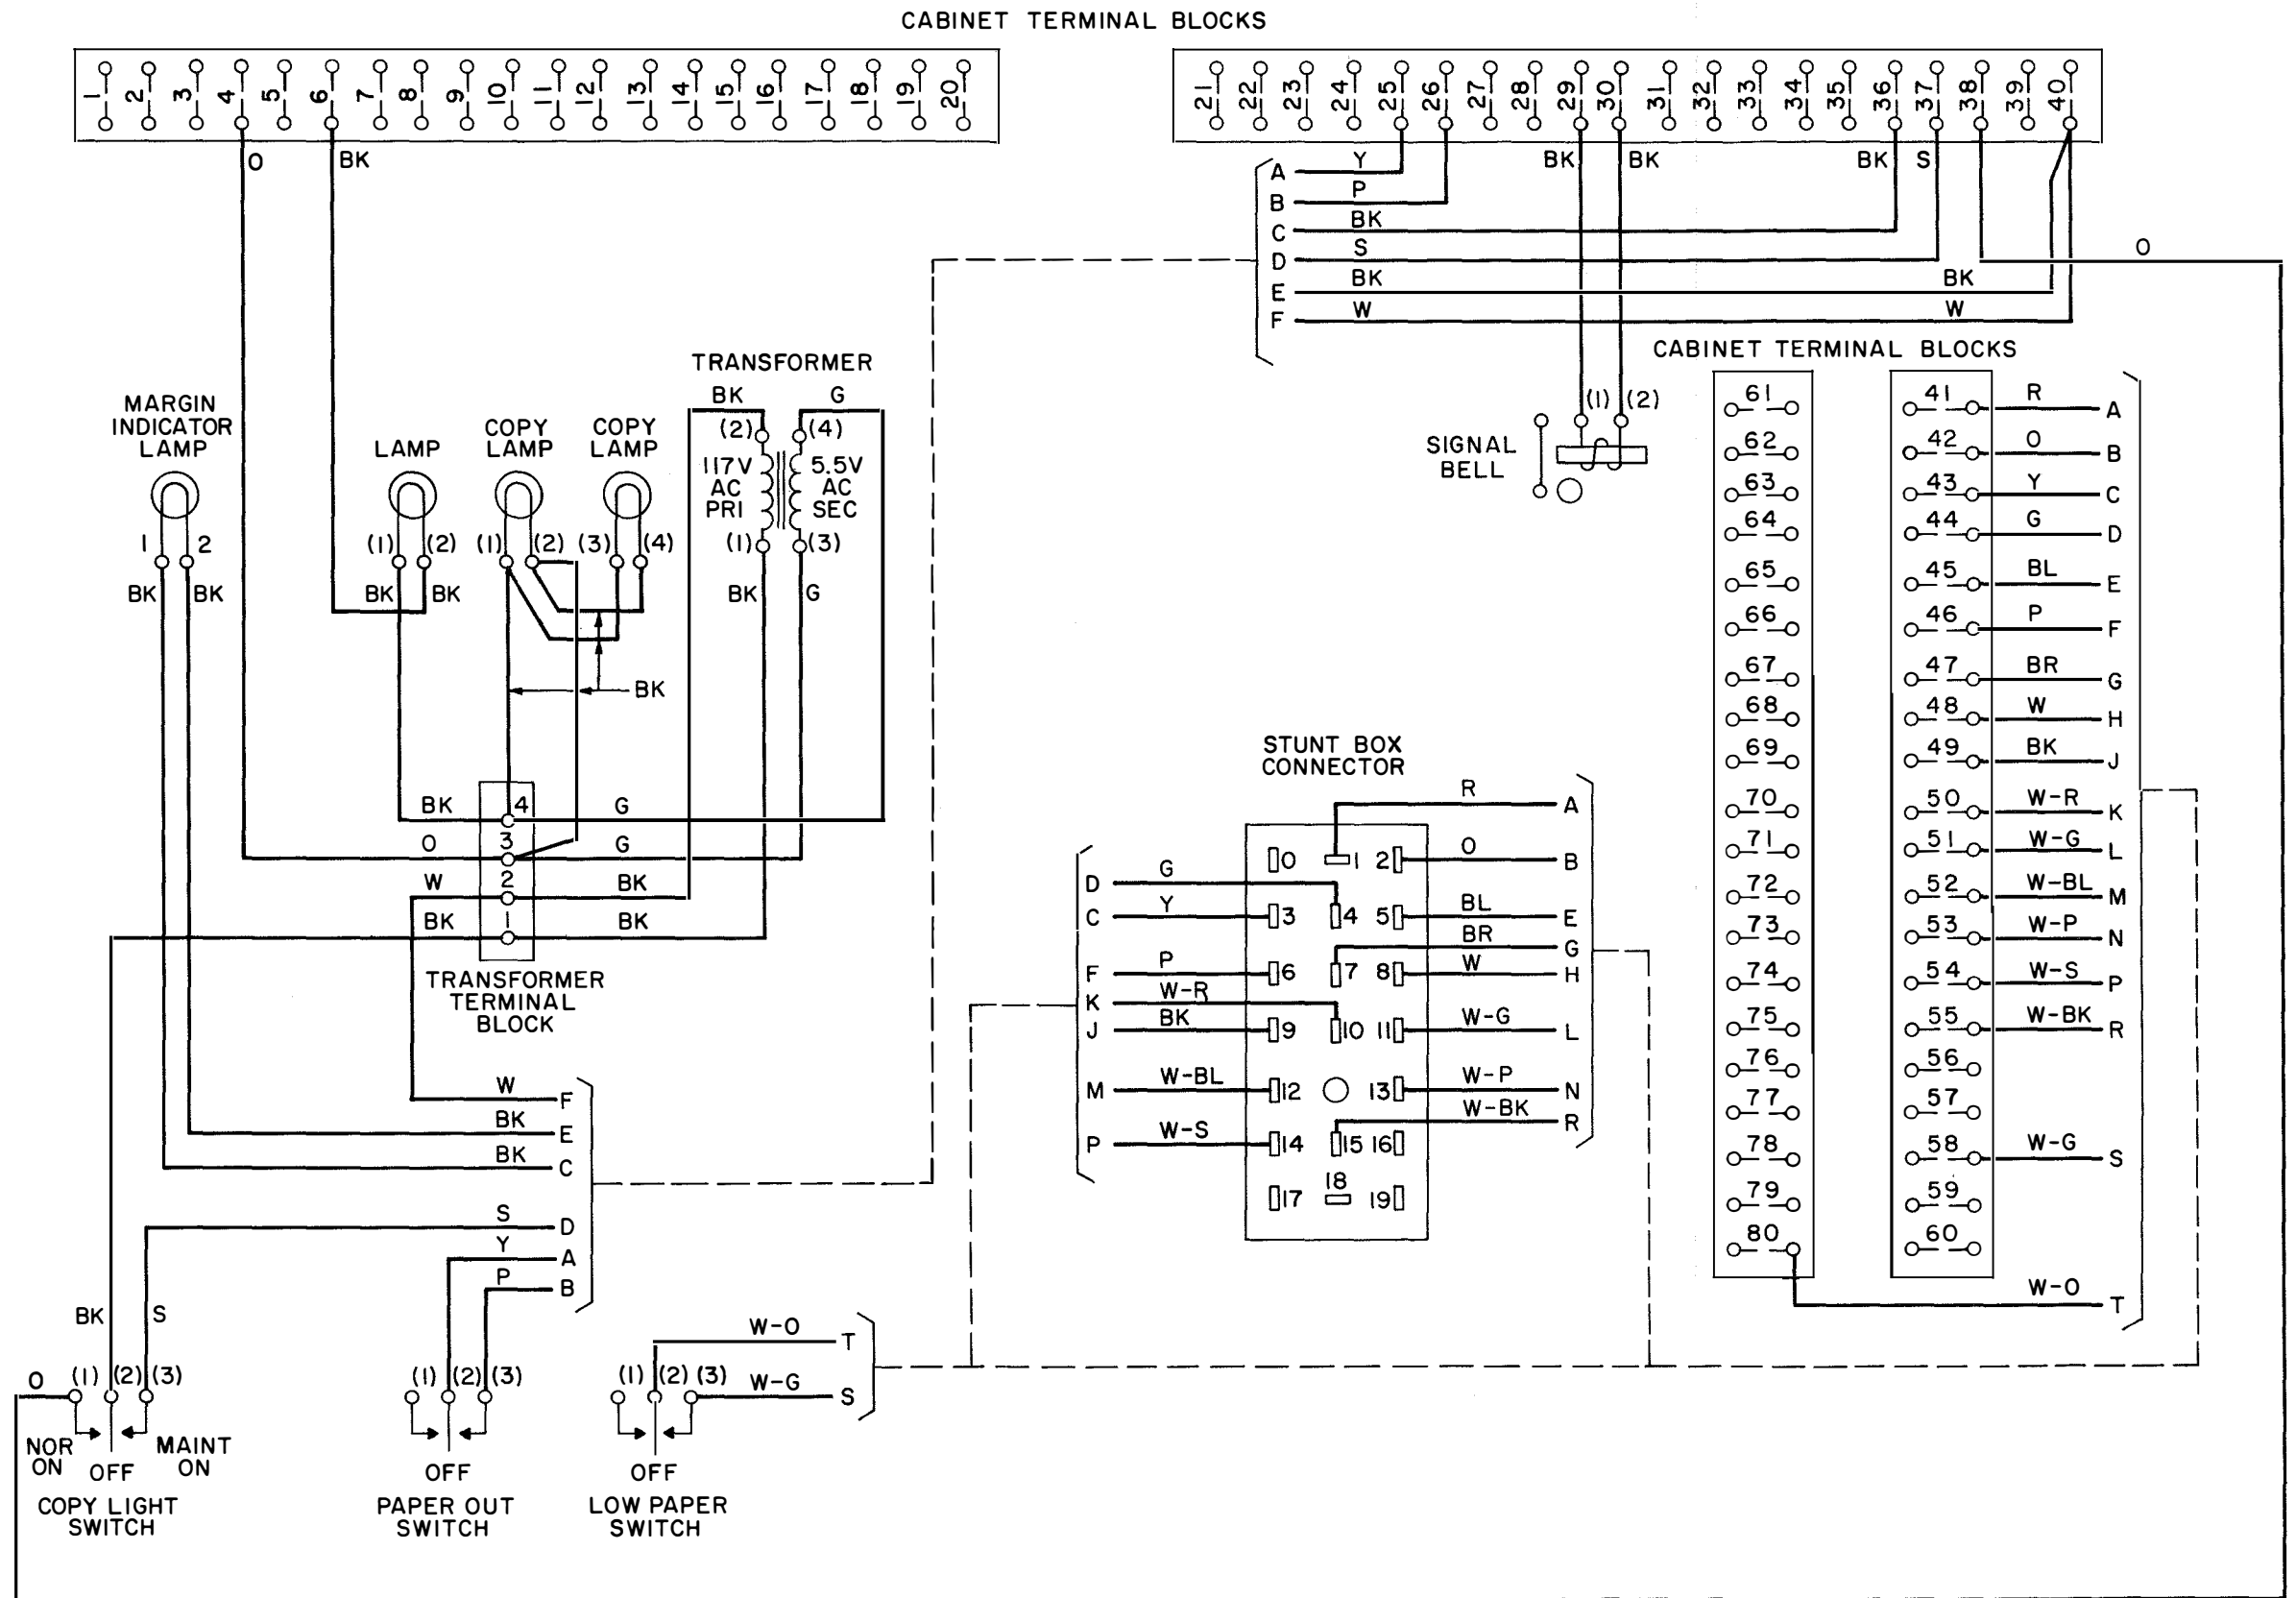 CABINET TERMINAL BLOCKS
1 2 3 4 5 6 7 8 9 10 11 12 13 14 15 16 17 18 19 20
21 22 23 24 25 26 27 28 29 30 31 32 33 34 35 36 37 38 39 40
O BK
BK BK BK S
A Y
B P
C BK
D S
O
E BK BK
F W W
CABINET TERMINAL BLOCKS
TRANSFORMER
BK G
(2) (4)
117V AC PRI
5.5V AC SEC
(1) (3)
BK G
MARGIN
INDICATOR
LAMP
1 2
BK BK
LAMP
(1) (2)
BK BK
COPY
LAMP
(1) (2)
COPY
LAMP
(3) (4)
BK
(1) (2)
SIGNAL
BELL
BK 4 G
O 3 G
W 2 BK
BK 1 BK
TRANSFORMER
TERMINAL
BLOCK
W F
BK E
BK C
S D
Y A
P B
BK S
O (1) (2) (3)
NOR
ON
OFF
MAINT
ON
COPY LIGHT
SWITCH
(1) (2) (3)
OFF
PAPER OUT
SWITCH
(1) (2) (3)
W-O T
W-G S
OFF
LOW PAPER
SWITCH
STUNT BOX
CONNECTOR
R A
0 1 2 O B
D G
C Y 3 4 5 BL E
BR G
F P 6 7 8 W H
K W-R
J BK 9 10 11 W-G L
M W-BL 12 13 W-P N
W-BK R
P W-S 14 15 16
17 18 19
61 41 R A
62 42 O B
63 43 Y C
64 44 G D
65 45 BL E
66 46 P F
67 47 BR G
68 48 W H
69 49 BK J
70 50 W-R K
71 51 W-G L
72 52 W-BL M
73 53 W-P N
74 54 W-S P
75 55 W-BK R
76 56
77 57
78 58 W-G S
79 59
80 60
W-O T